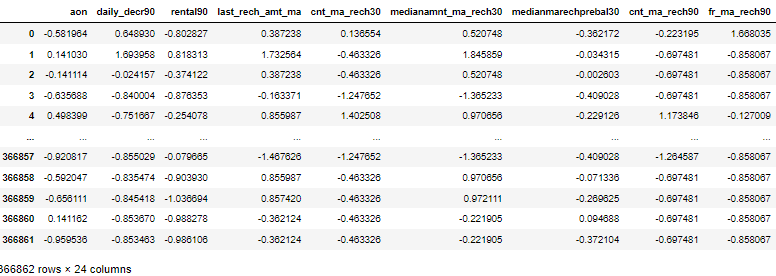 aon daily_decr90 rental90 last_rech_amt_ma cnt_ma_rech30 medianamnt_ma_rech30 medianmarechprebal30 cnt_ma_rech90 fr_ma_rech90
0 -0.581964 0.648930 -0.802827 0.387238 0.136554 0.520748 -0.362172 -0.223195 1.668035
1 0.141030 1.693958 0.818313 1.732564 -0.463326 1.845859 -0.034315 -0.697481 -0.858067
2 -0.141114 -0.024157 -0.374122 0.387238 -0.463326 0.520748 -0.002603 -0.697481 -0.858067
3 -0.635688 -0.840004 -0.876353 -0.163371 -1.247652 -1.365233 -0.409028 -0.697481 -0.858067
4 0.498399 -0.751667 -0.254078 0.855987 1.402508 0.970656 -0.229126 1.173846 -0.127009
... ... ... ... ... ... ... ... ... ...
366857 -0.920817 -0.855029 -0.079665 -1.467626 -1.247652 -1.365233 -0.409028 -1.264587 -0.858067
366858 -0.592047 -0.835474 -0.903930 0.855987 -0.463326 0.970656 -0.071336 -0.697481 -0.858067
366859 -0.656111 -0.845418 -1.036694 0.857420 -0.463326 0.972111 -0.269625 -0.697481 -0.858067
366860 0.141162 -0.853670 -0.988278 -0.362124 -0.463326 -0.221905 0.094688 -0.697481 -0.858067
366861 -0.959536 -0.853463 -0.986106 -0.362124 -0.463326 -0.221905 -0.372104 -0.697481 -0.858067
366862 rows × 24 columns